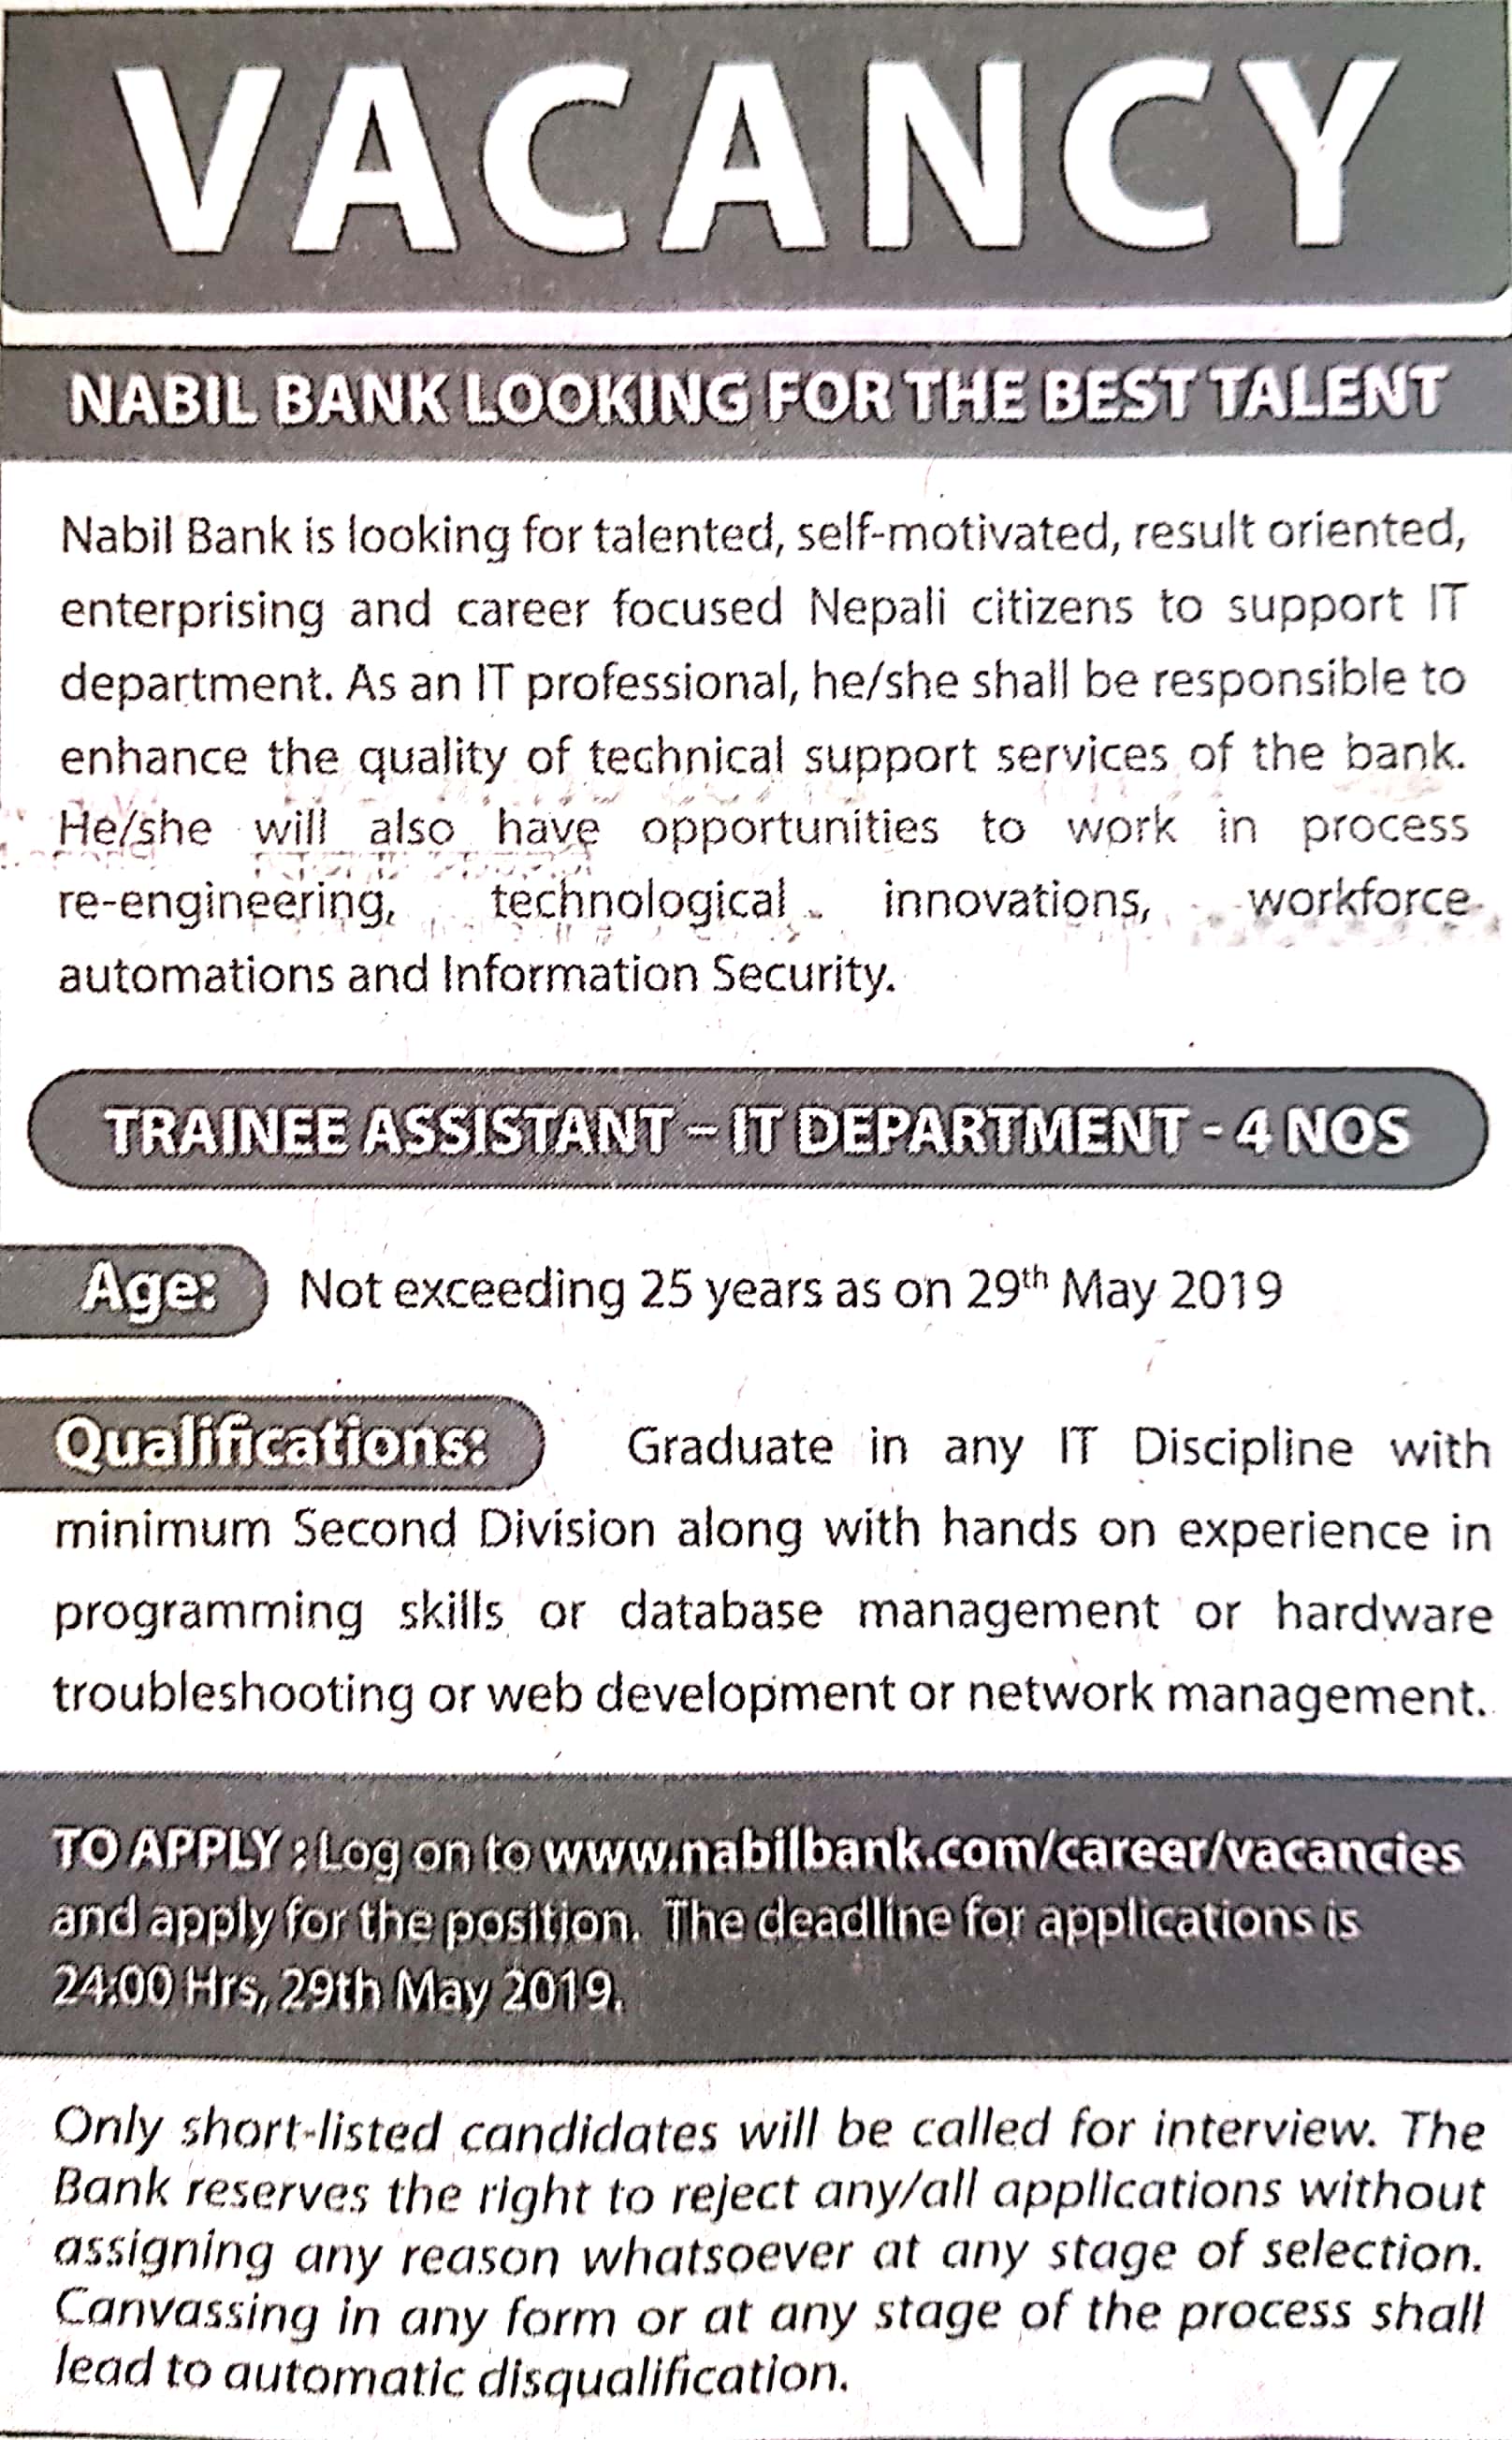 VACANCY
NABIL BANK LOOKING FOR THE BEST TALENT
Nabil Bank is looking for talented, self-motivated, result oriented,
enterprising and career focused Nepali citizens to support IT
department. As an IT professional, he/she shall be responsible to
enhance the quality of technical support services of the bank.
He/she will also have opportunities to work in process
re-engineering, technological innovations, workforce
automations and Information Security.
TRAINEE ASSISTANT – IT DEPARTMENT - 4 NOS
Age: Not exceeding 25 years as on 29th May 2019
Qualifications: Graduate in any IT Discipline with
minimum Second Division along with hands on experience in
programming skills or database management or hardware
troubleshooting or web development or network management.
TO APPLY : Log on to www.nabilbank.com/career/vacancies
and apply for the position. The deadline for applications is
24:00 Hrs, 29th May 2019.
Only short-listed candidates will be called for interview. The
Bank reserves the right to reject any/all applications without
assigning any reason whatsoever at any stage of selection.
Canvassing in any form or at any stage of the process shall
lead to automatic disqualification.